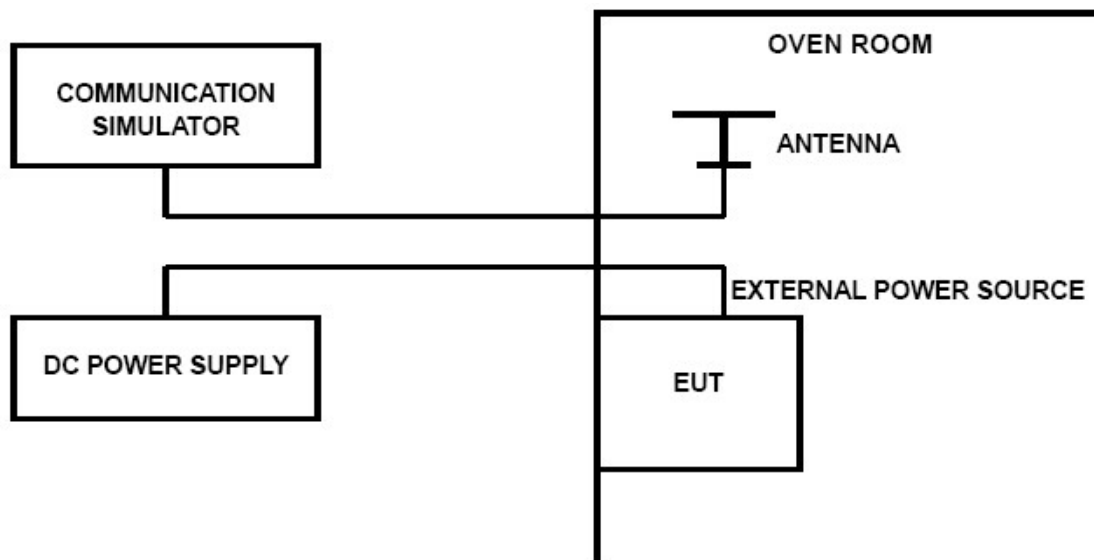 OVEN ROOM
COMMUNICATION
SIMULATOR
ANTENNA
EXTERNAL POWER SOURCE
DC POWER SUPPLY
EUT